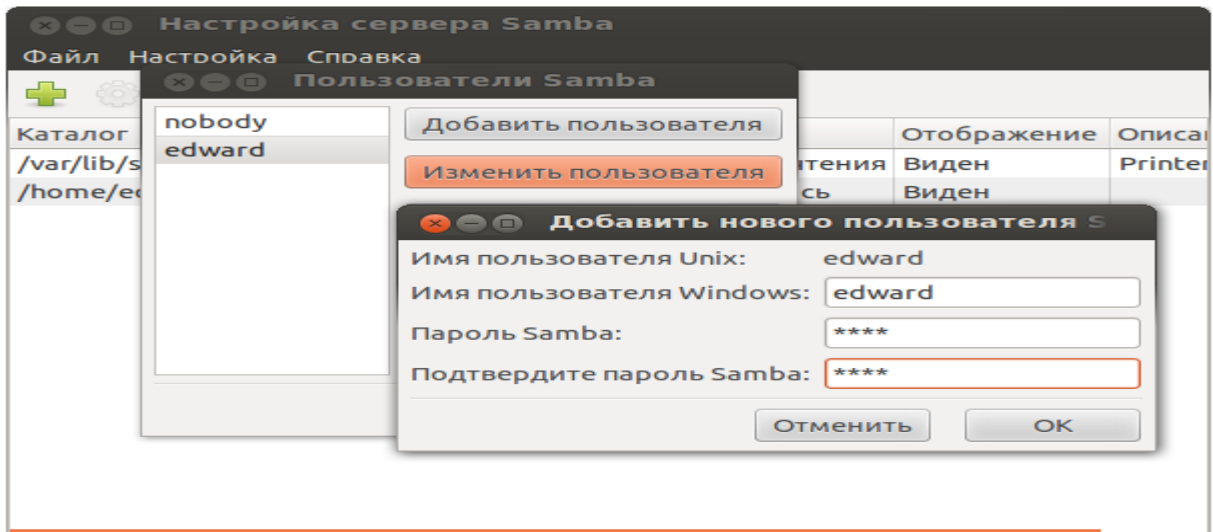 Настройка сервера Samba
Файл Настройка Справка
Пользователи Samba
nobody
edward
Добавить пользователя
Изменить пользователя
Каталог
Отображение
/var/lib/s
Виден
Printer
/home/e
Виден
Добавить нового пользователя S
Имя пользователя Unix: edward
Имя пользователя Windows: edward
Пароль Samba: ****
Подтвердите пароль Samba: ****
Отменить OK